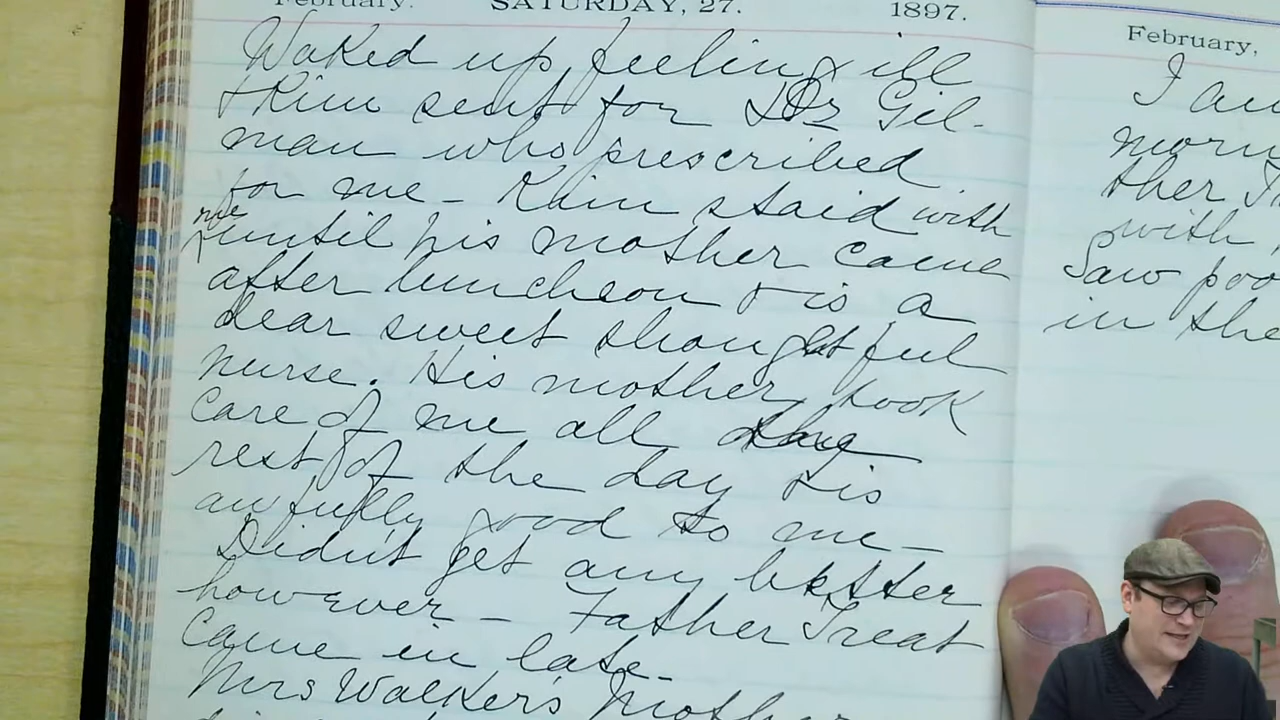 February. SATURDAY, 27. 1897.
Waked up feeling ill
& Khim sent for Dr Gil-
man who prescribed
for me - Khim staid with
me
until his mother came
after luncheon & is a
dear sweet thoughtful
nurse. His mother took
care of me all the
rest of the day & is
awfully good to me -
Didn't get any better
however - Father Treat
came in late -
Mrs Walker's Mother
February,
I am
morn
ther
with
Saw poo
in the